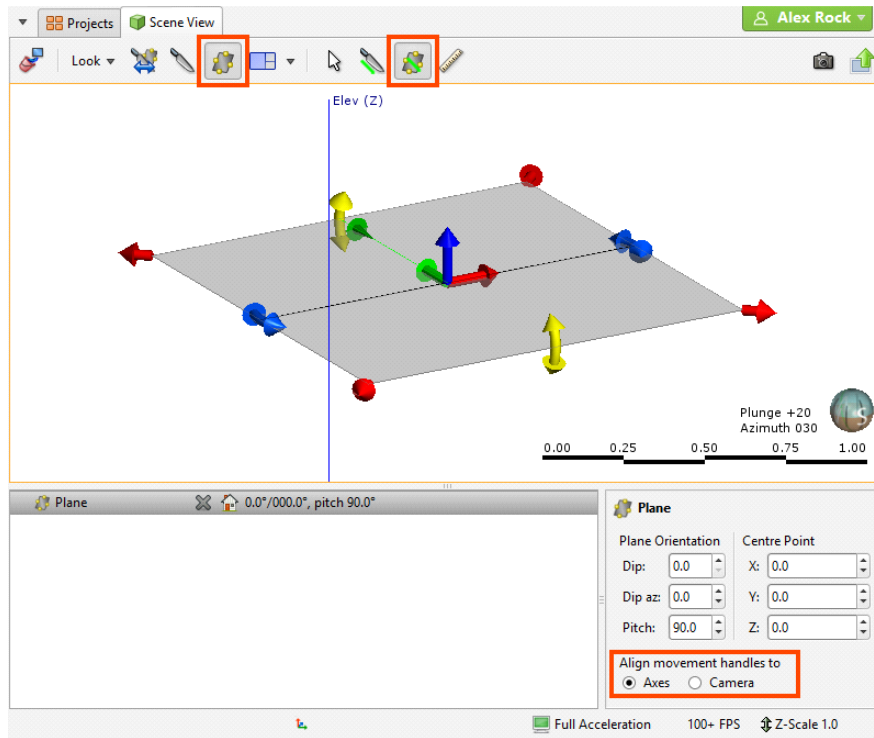 Projects Scene View Alex Rock
Look
Elev (Z)
S
Plunge +20
Azimuth 030
0.00 0.25 0.50 0.75 1.00
Plane 0.0°/000.0°, pitch 90.0°
Plane
Plane Orientation Centre Point
Dip: 0.0 X: 0.0
Dip az: 0.0 Y: 0.0
Pitch: 90.0 Z: 0.0
Align movement handles to
Axes Camera
Full Acceleration 100+ FPS Z-Scale 1.0